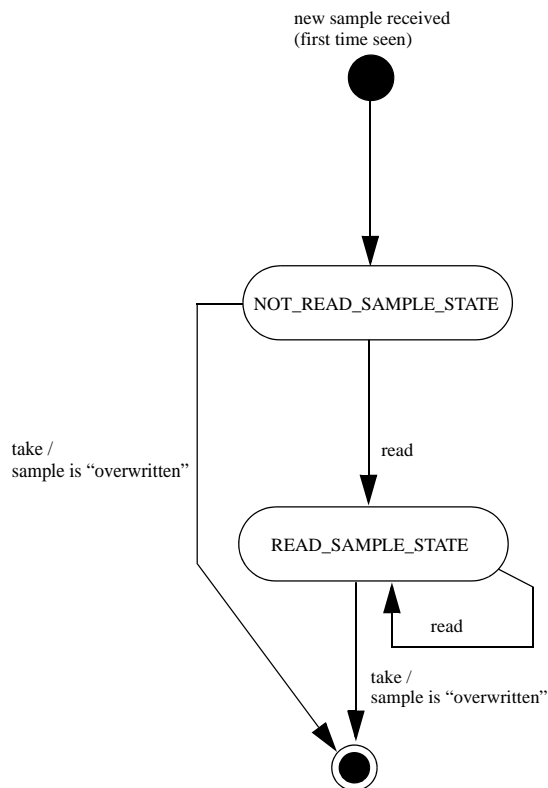 new sample received
(first time seen)
NOT_READ_SAMPLE_STATE
take /
sample is “overwritten”
read
READ_SAMPLE_STATE
read
take /
sample is “overwritten”